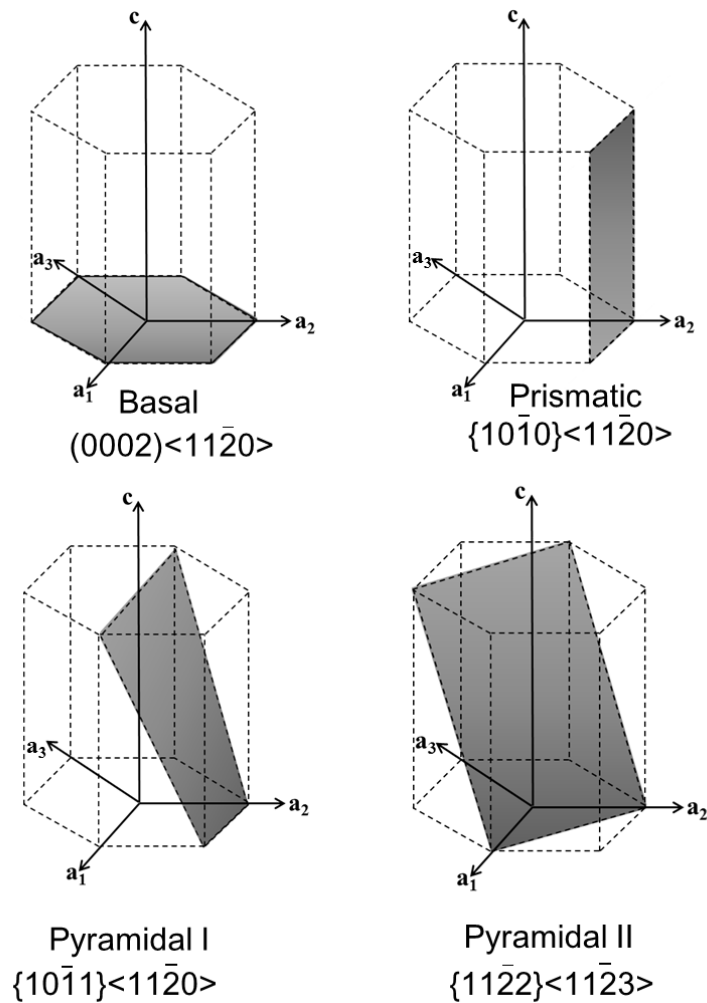 c
a₃
a₂
a₁
Basal
(0002)<112̄0>
c
a₃
a₂
a₁
Prismatic
{101̄0}<112̄0>
c
a₃
a₂
a₁
Pyramidal I
{101̄1}<112̄0>
c
a₃
a₂
a₁
Pyramidal II
{112̄2}<112̄3>